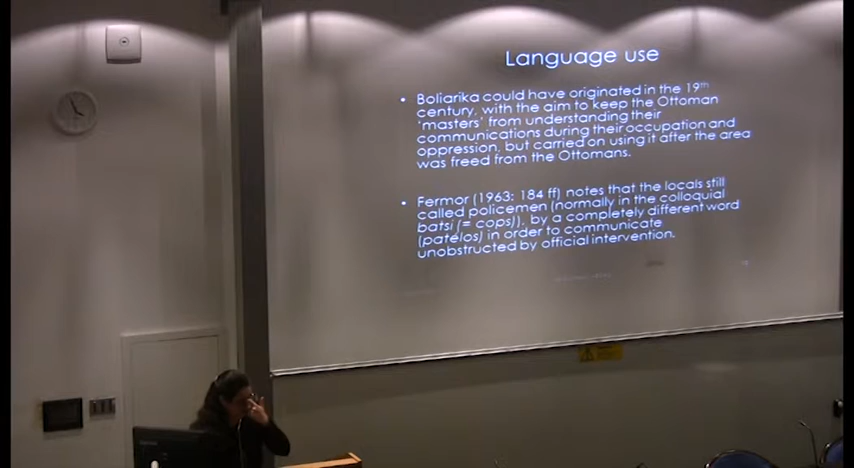 Language use
• Boliarika could have originated in the 19th
century, with the aim to keep the Ottoman
'masters' from understanding their
communications during their occupation and
oppression, but carried on using it after the area
was freed from the Ottomans.
• Fermor (1963: 184 ff) notes that the locals still
called policemen (normally in the colloquial
batsi (= cops)), by a completely different word
(patélos) in order to communicate
unobstructed by official intervention.